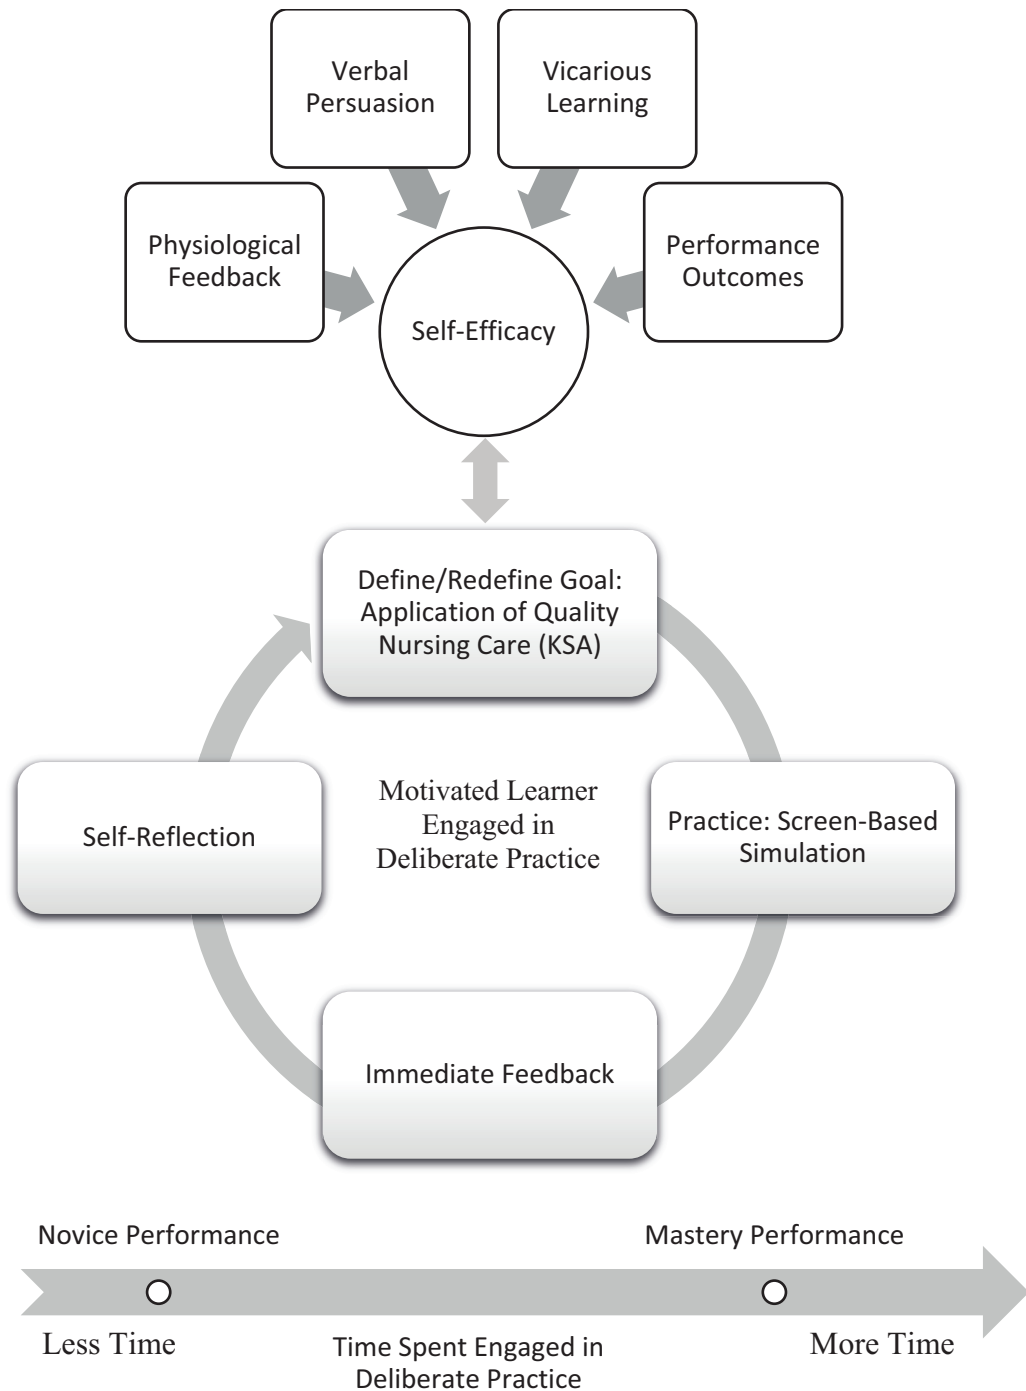 Verbal
Persuasion
Vicarious
Learning
Physiological
Feedback
Performance
Outcomes
Self-Efficacy
Define/Redefine Goal:
Application of Quality
Nursing Care (KSA)
Motivated Learner
Engaged in
Deliberate Practice
Self-Reflection
Practice: Screen-Based
Simulation
Immediate Feedback
Novice Performance
Mastery Performance
Less Time
Time Spent Engaged in
Deliberate Practice
More Time